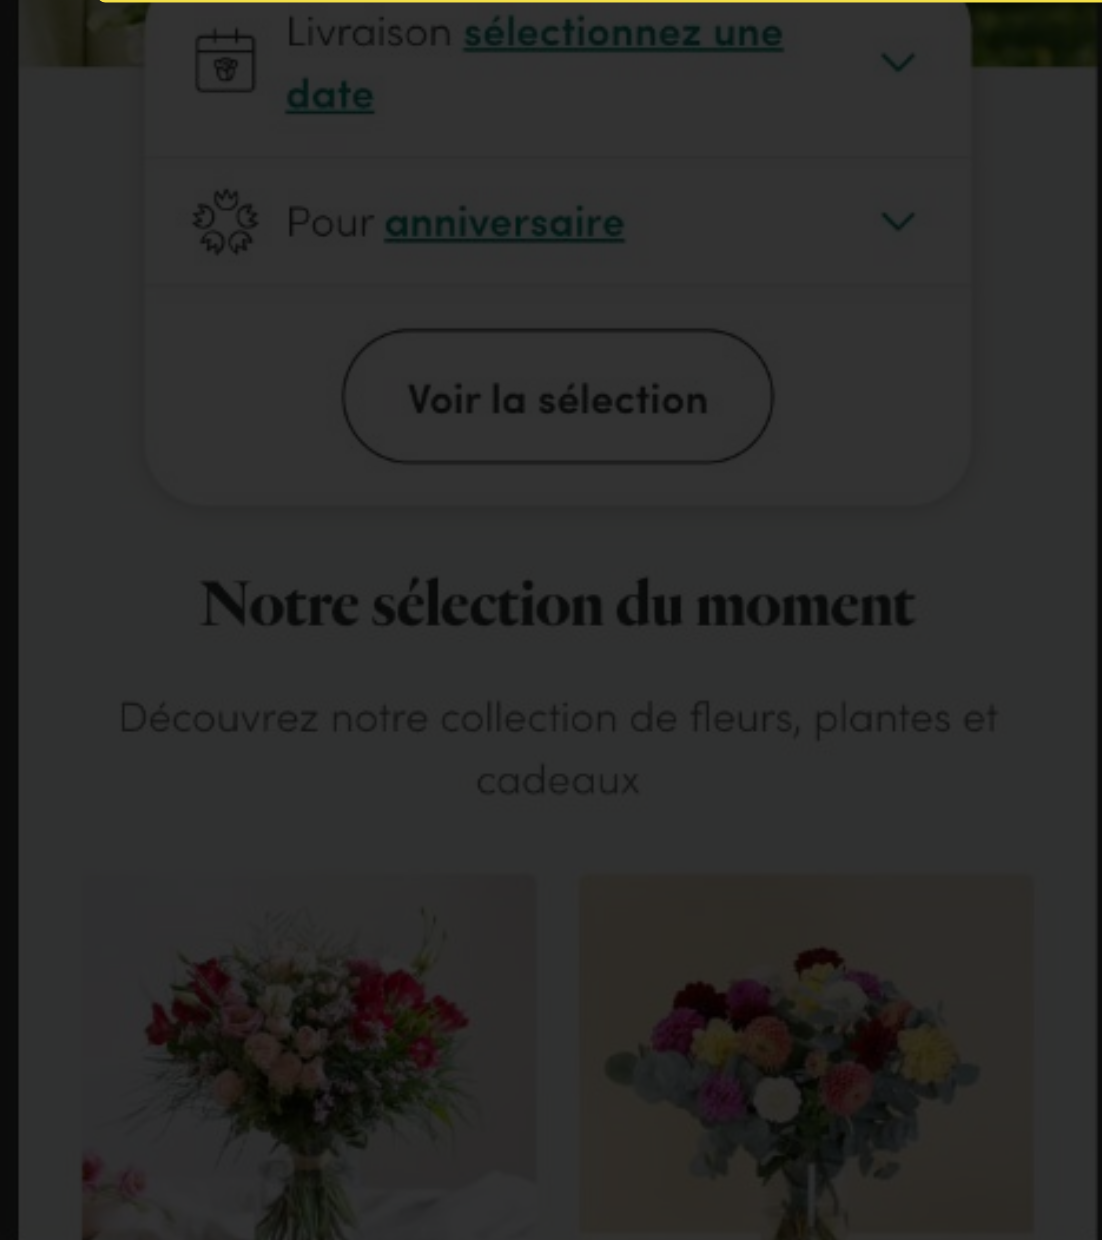 Livraison sélectionnez une
date
Pour anniversaire
Voir la sélection
Notre sélection du moment
Découvrez notre collection de fleurs, plantes et
cadeaux